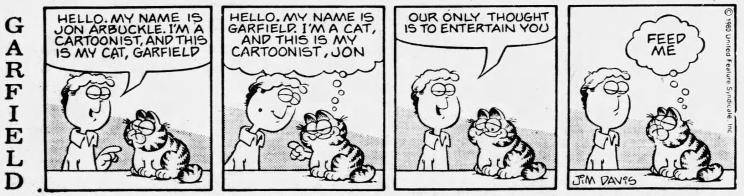 GARFIELD
HELLO. MY NAME IS
JON ARBUCKLE. I'M A
CARTOONIST, AND THIS
IS MY CAT, GARFIELD
HELLO. MY NAME IS
GARFIELD. I'M A CAT,
AND THIS IS MY
CARTOONIST, JON
OUR ONLY THOUGHT
IS TO ENTERTAIN YOU
FEED
ME
JIM DAVIS
© 1980 United Feature Syndicate, Inc.